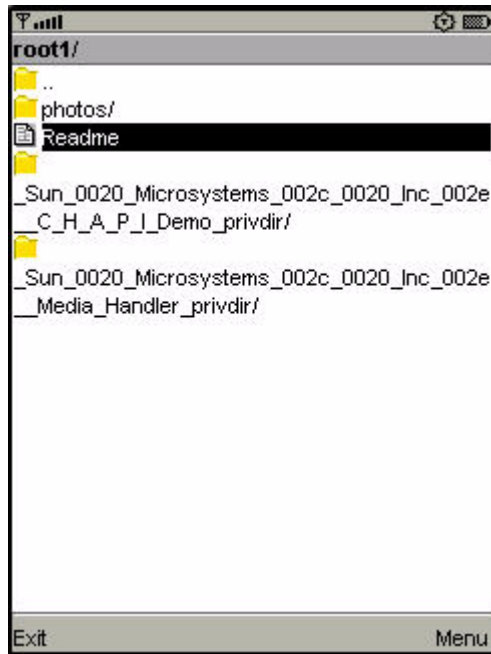 root1/
..
photos/
Readme
_Sun_0020_Microsystems_002c_0020_Inc_002e
__C_H_A_P_I_Demo_privdir/
_Sun_0020_Microsystems_002c_0020_Inc_002e
__Media_Handler_privdir/
Exit Menu